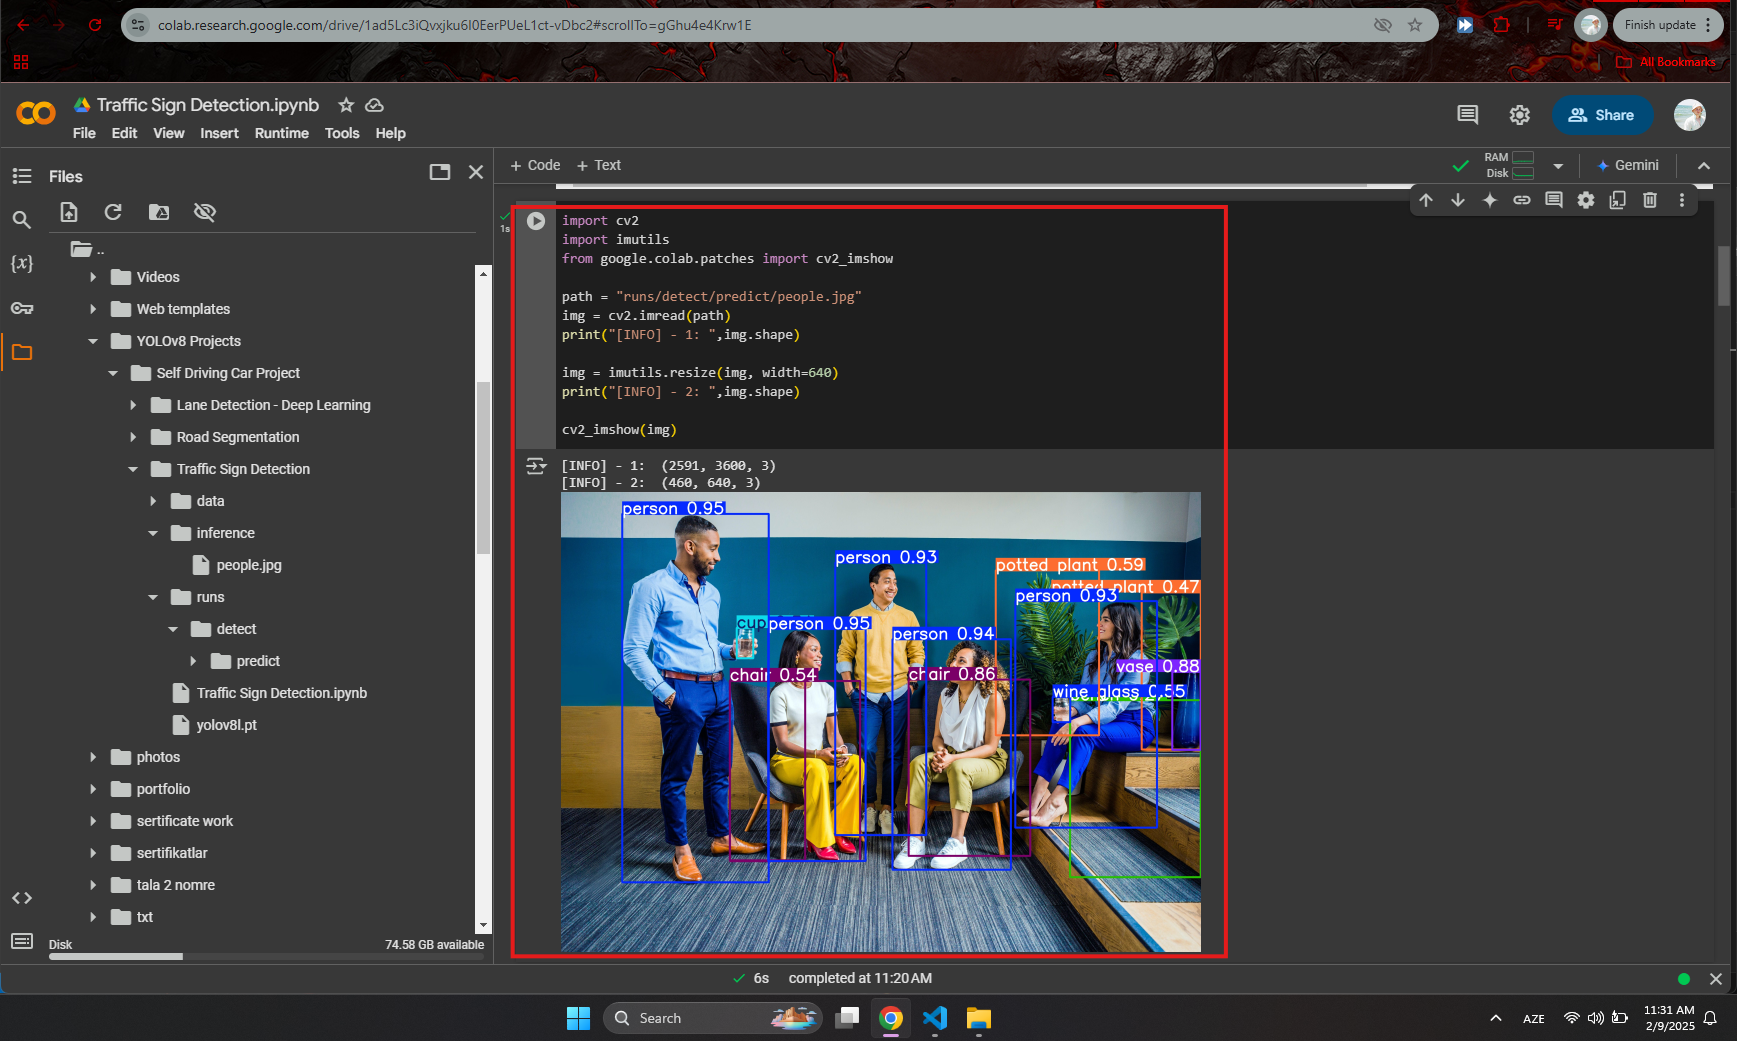 colab.research.google.com/drive/1ad5Lc3iQvxjku6I0EerPUeL1ct-vDbc2#scrollTo=gGhu4e4Krw1E
Finish update
All Bookmarks
Traffic Sign Detection.ipynb
File Edit View Insert Runtime Tools Help
Share
Files
+ Code + Text
RAM
Disk
Gemini
..
Videos
Web templates
YOLOv8 Projects
Self Driving Car Project
Lane Detection - Deep Learning
Road Segmentation
Traffic Sign Detection
data
inference
people.jpg
runs
detect
predict
Traffic Sign Detection.ipynb
yolov8l.pt
photos
portfolio
sertificate work
sertifikatlar
tala 2 nomre
txt
Disk 74.58 GB available
{x}
1s
import cv2
import imutils
from google.colab.patches import cv2_imshow
path = "runs/detect/predict/people.jpg"
img = cv2.imread(path)
print("[INFO] - 1: ",img.shape)
img = imutils.resize(img, width=640)
print("[INFO] - 2: ",img.shape)
cv2_imshow(img)
[INFO] - 1:  (2591, 3600, 3)
[INFO] - 2:  (460, 640, 3)
person 0.95
person 0.93
potted plant 0.59
potted plant 0.47
person 0.93
cup
person 0.95
person 0.94
vase 0.88
chair 0.54
chair 0.86
wine glass 0.55
6s completed at 11:20 AM
Search
AZE
11:31 AM
2/9/2025